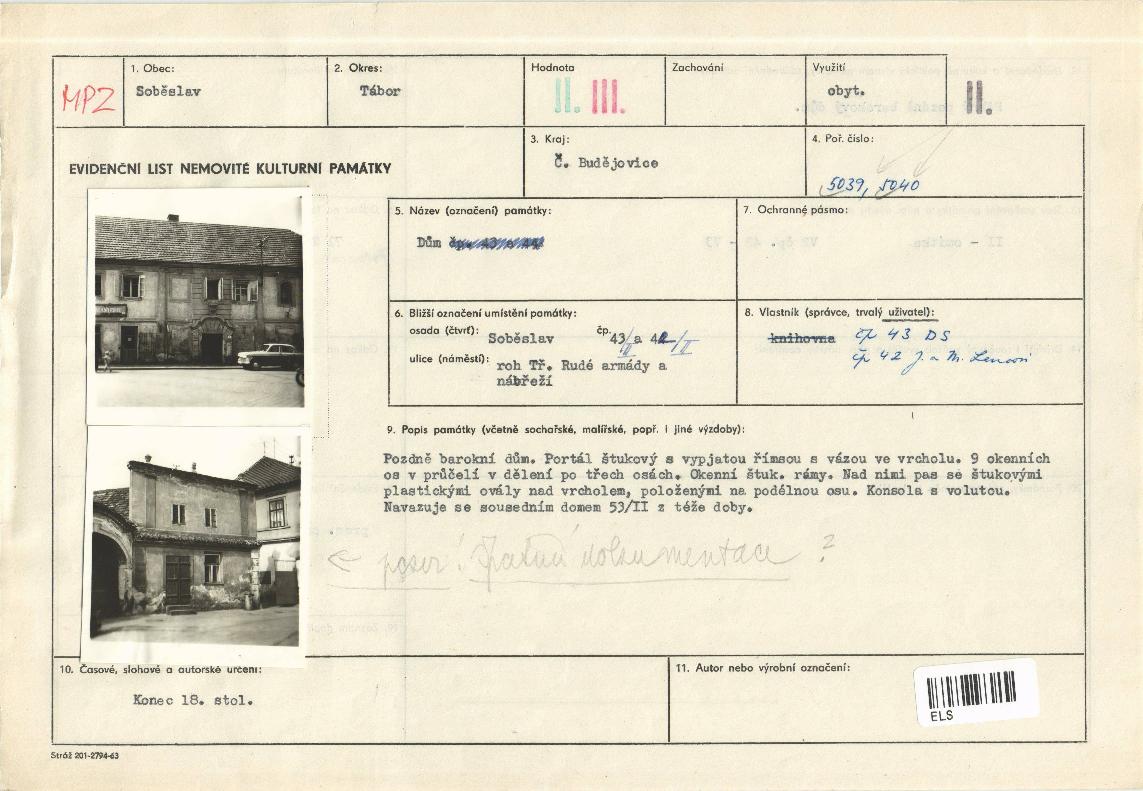 MPZ
1. Obec:
Soběslav
2. Okres:
Tábor
Hodnota
II. III.
Zachování
Využití
obyt.
II.
EVIDENČNÍ LIST NEMOVITÉ KULTURNÍ PAMÁTKY
3. Kraj:
Č. Budějovice
4. Poř. číslo:
5039, 5040
5. Název (označení) památky:
Dům čp. 43 a 44
7. Ochranné pásmo:
6. Bližší označení umístění památky:
osada (čtvrť): Soběslav čp. 43/II a 42/II
ulice (náměstí): roh Tř. Rudé armády a
nábřeží
8. Vlastník (správce, trvalý uživatel):
knihovna čp 43 DS
čp 42 J. a M.
9. Popis památky (včetně sochařské, malířské, popř. i jiné výzdoby):
Pozdně barokní dům. Portál štukový s vypjatou římsou s vázou ve vrcholu. 9 okenních
os v průčelí v dělení po třech osách. Okenní štuk. rámy. Nad nimi pas se štukovými
plastickými ovály nad vrcholem, položenými na podélnou osu. Konsola s volutou.
Navazuje se sousedním domem 53/II z téže doby.
← pozor! špatná dokumentace ?
10. Časové, slohové a autorské určení:
Konec 18. stol.
11. Autor nebo výrobní označení:
ELS
Stráž 201-2794-63